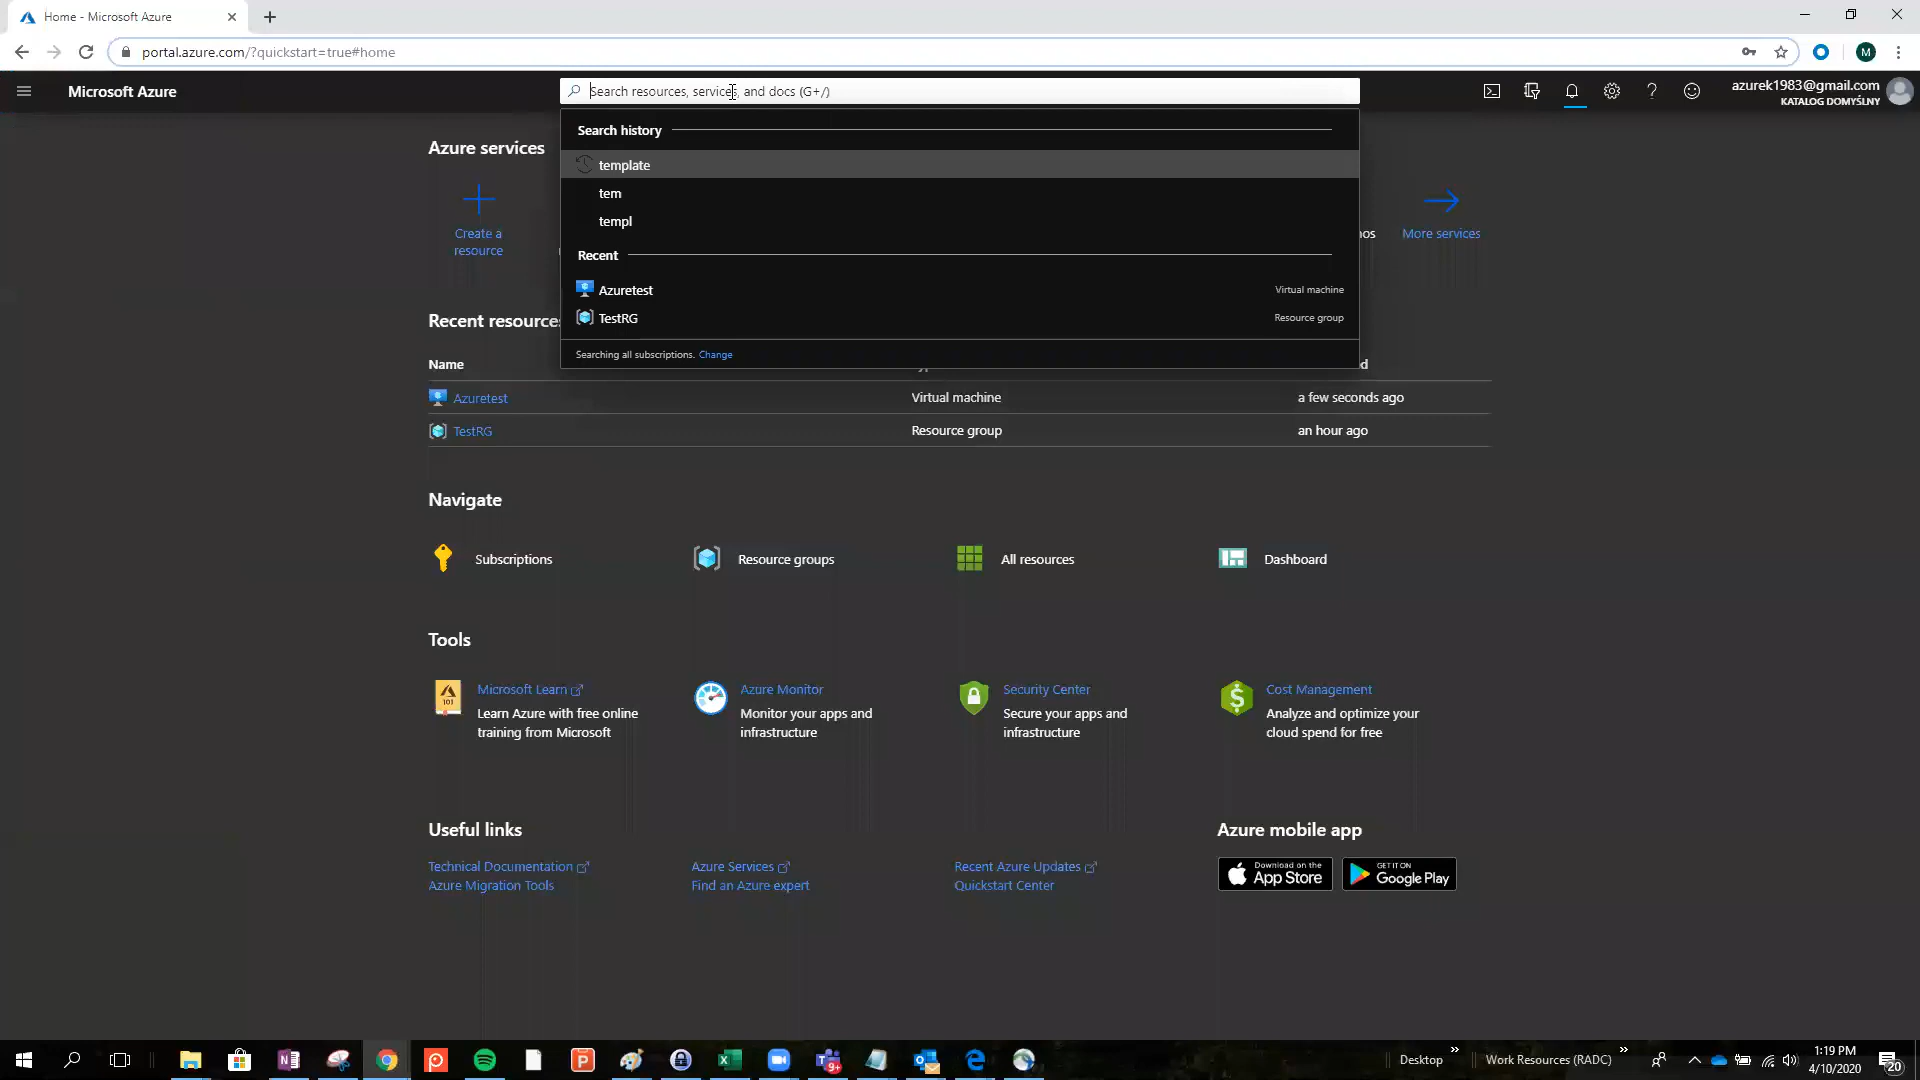 Home - Microsoft Azure
portal.azure.com/?quickstart=true#home
M
Microsoft Azure
Search resources, services, and docs (G+/)
azurek1983@gmail.com
KATALOG DOMYŚLNY
Search history
template
tem
templ
Recent
Azuretest
Virtual machine
TestRG
Resource group
Searching all subscriptions. Change
Azure services
Create a
resource
More services
Recent resources
Name
Azuretest
Virtual machine
a few seconds ago
TestRG
Resource group
an hour ago
Navigate
Subscriptions
Resource groups
All resources
Dashboard
Tools
Microsoft Learn
Learn Azure with free online
training from Microsoft
Azure Monitor
Monitor your apps and
infrastructure
Security Center
Secure your apps and
infrastructure
Cost Management
Analyze and optimize your
cloud spend for free
Useful links
Technical Documentation
Azure Migration Tools
Azure Services
Find an Azure expert
Recent Azure Updates
Quickstart Center
Azure mobile app
Download on the
App Store
GET IT ON
Google Play
Desktop
Work Resources (RADC)
1:19 PM
4/10/2020
20